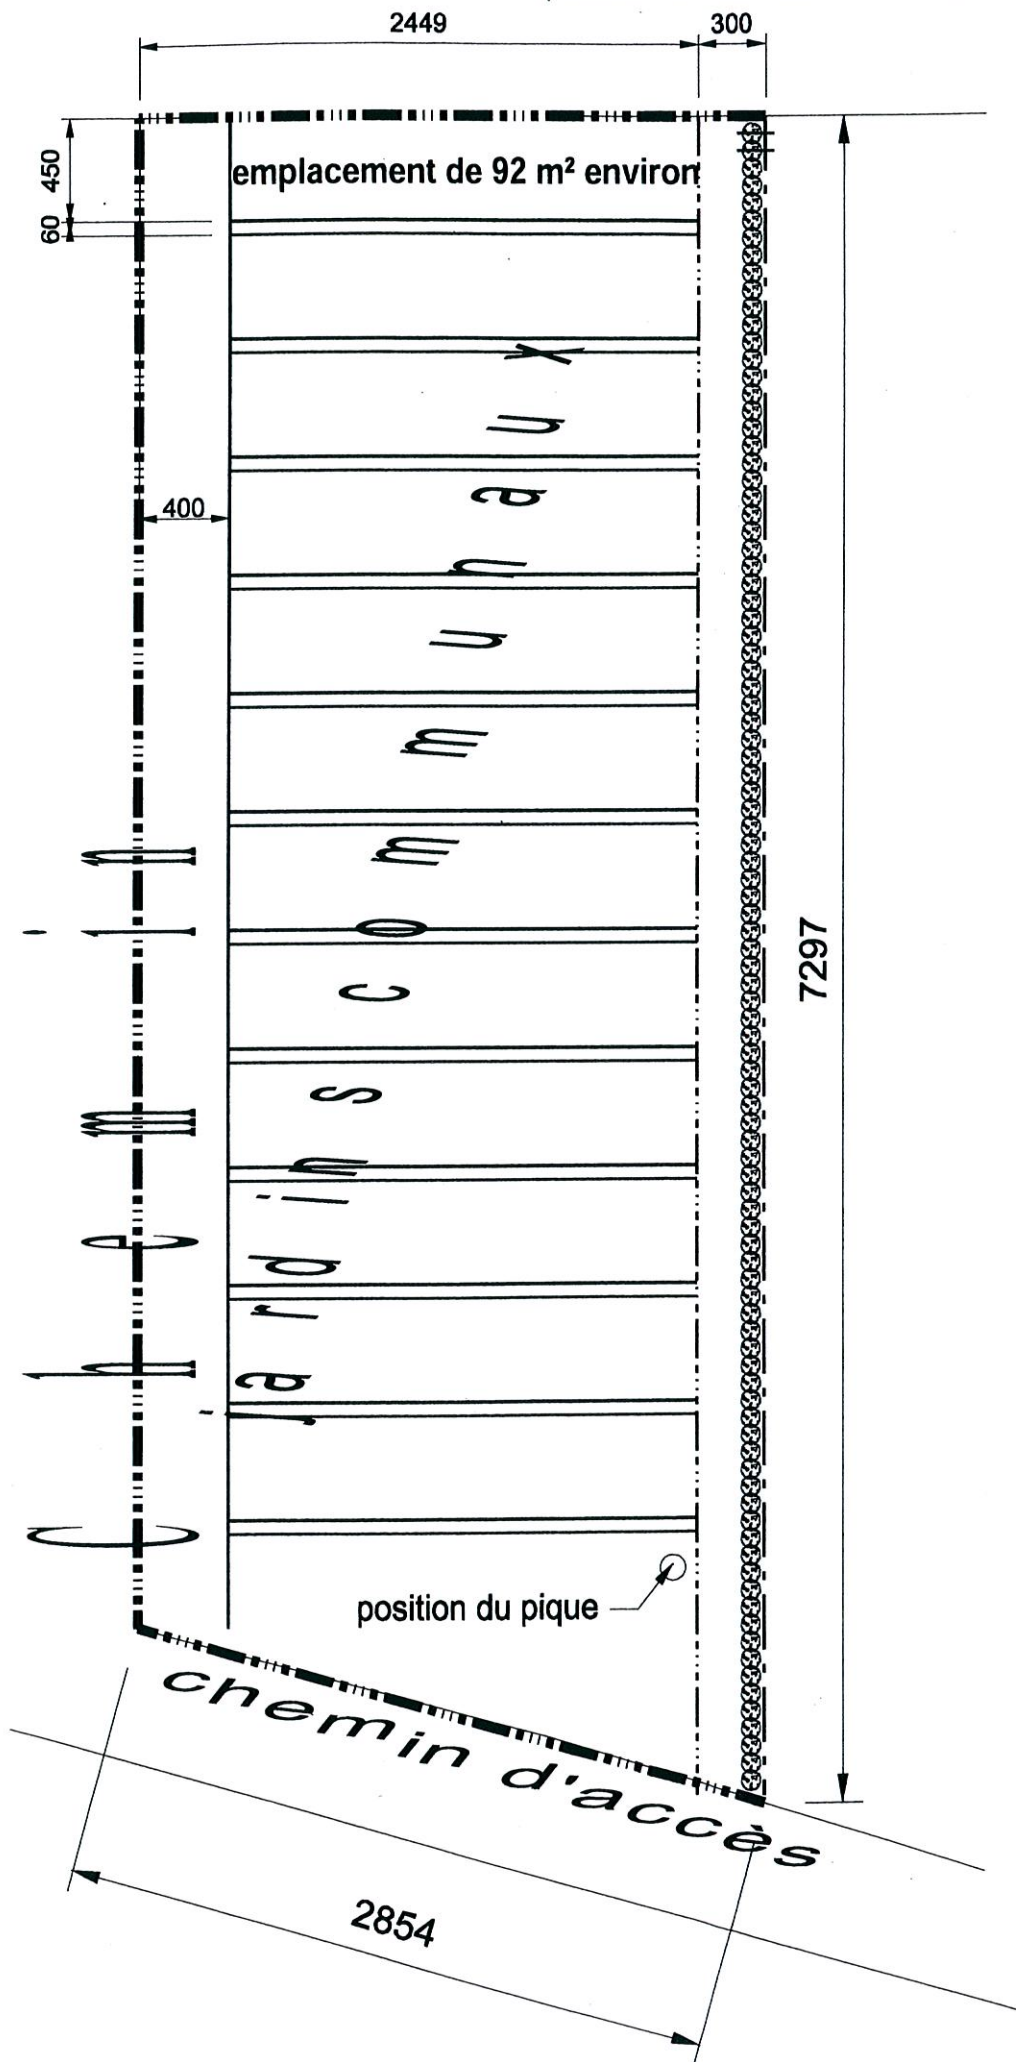 2449
300
450
60
emplacement de 92 m² environ
400
jardins communaux
chemin
7297
position du pique
chemin d'accès
2854